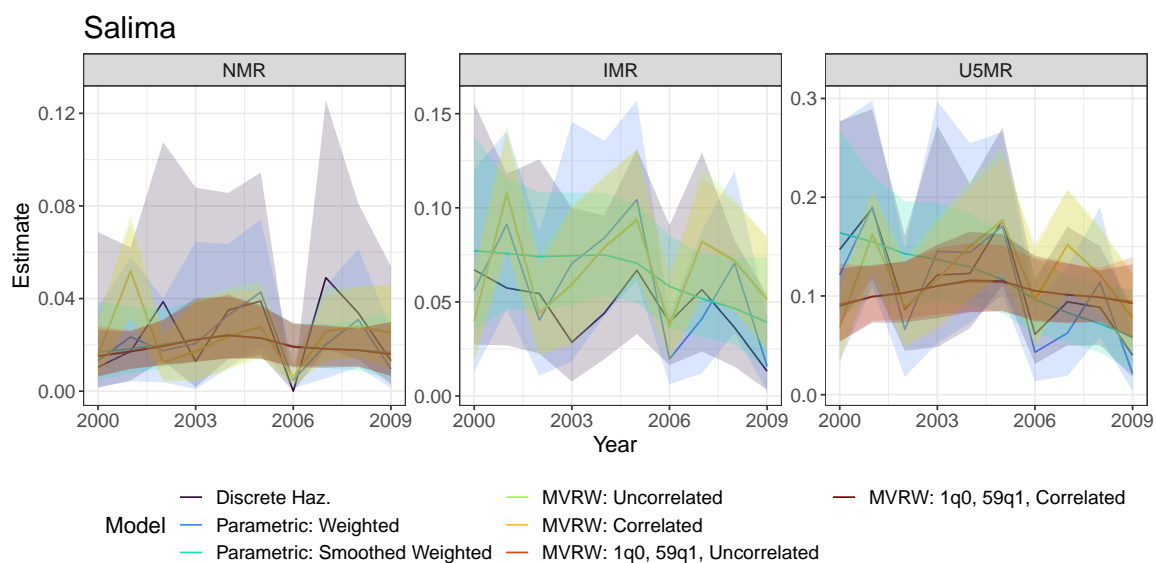 Salima
NMR
IMR
U5MR
Estimate
0.12
0.08
0.04
0.00
0.15
0.10
0.05
0.00
0.3
0.2
0.1
0.0
2000 2003 2006 2009
2000 2003 2006 2009
2000 2003 2006 2009
Year
Model
Discrete Haz.
Parametric: Weighted
Parametric: Smoothed Weighted
MVRW: Uncorrelated
MVRW: Correlated
MVRW: 1q0, 59q1, Uncorrelated
MVRW: 1q0, 59q1, Correlated